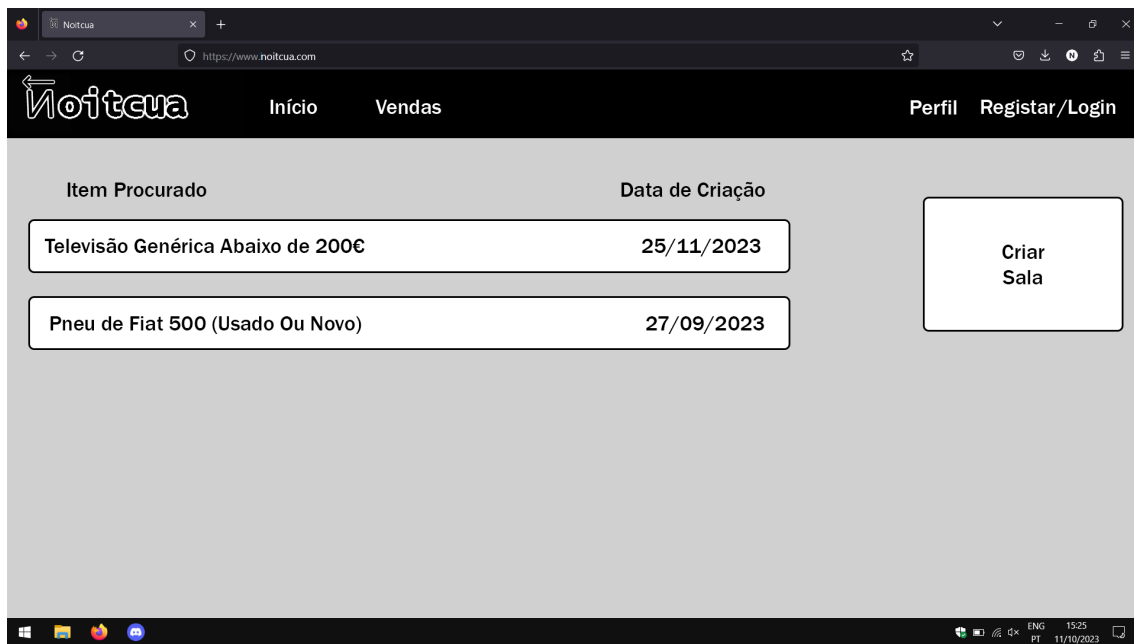 Noitcua
https://www.noitcua.com
Noitcua Início Vendas Perfil Registar/Login
Item Procurado Data de Criação
Televisão Genérica Abaixo de 200€ 25/11/2023
Pneu de Fiat 500 (Usado Ou Novo) 27/09/2023
Criar
Sala
ENG 15:25
PT 11/10/2023